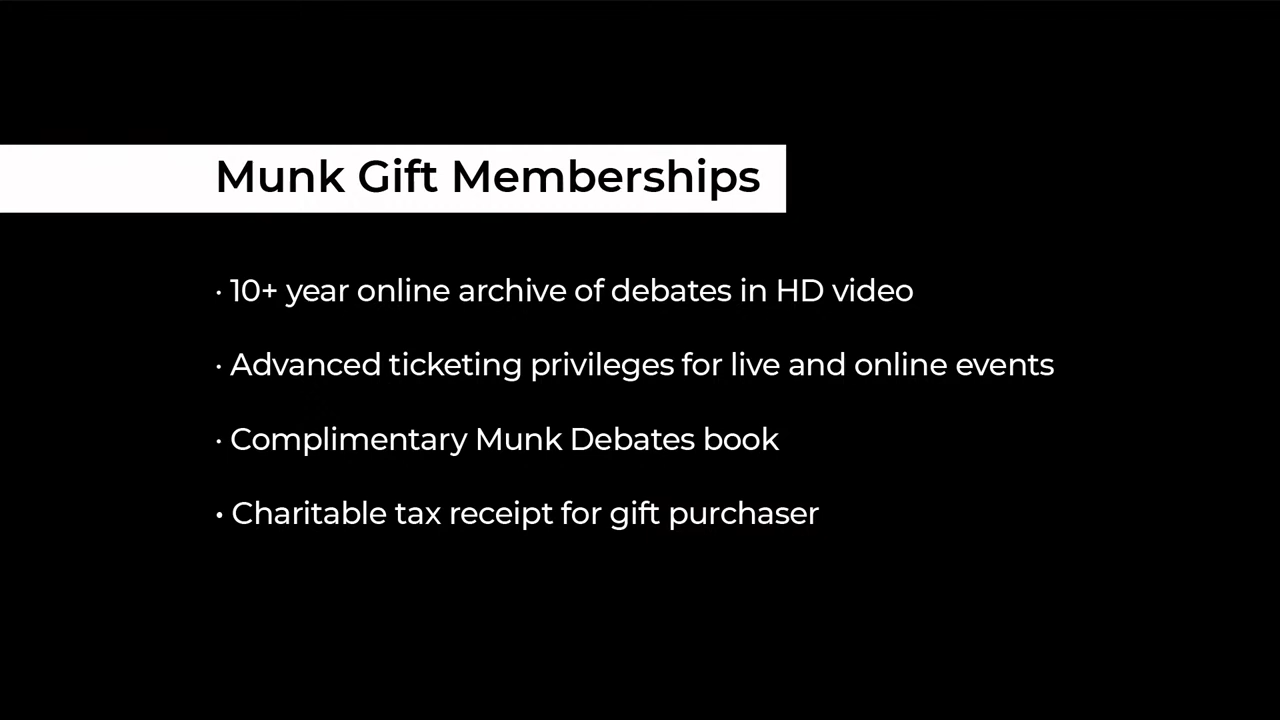 Munk Gift Memberships
· 10+ year online archive of debates in HD video
· Advanced ticketing privileges for live and online events
· Complimentary Munk Debates book
• Charitable tax receipt for gift purchaser